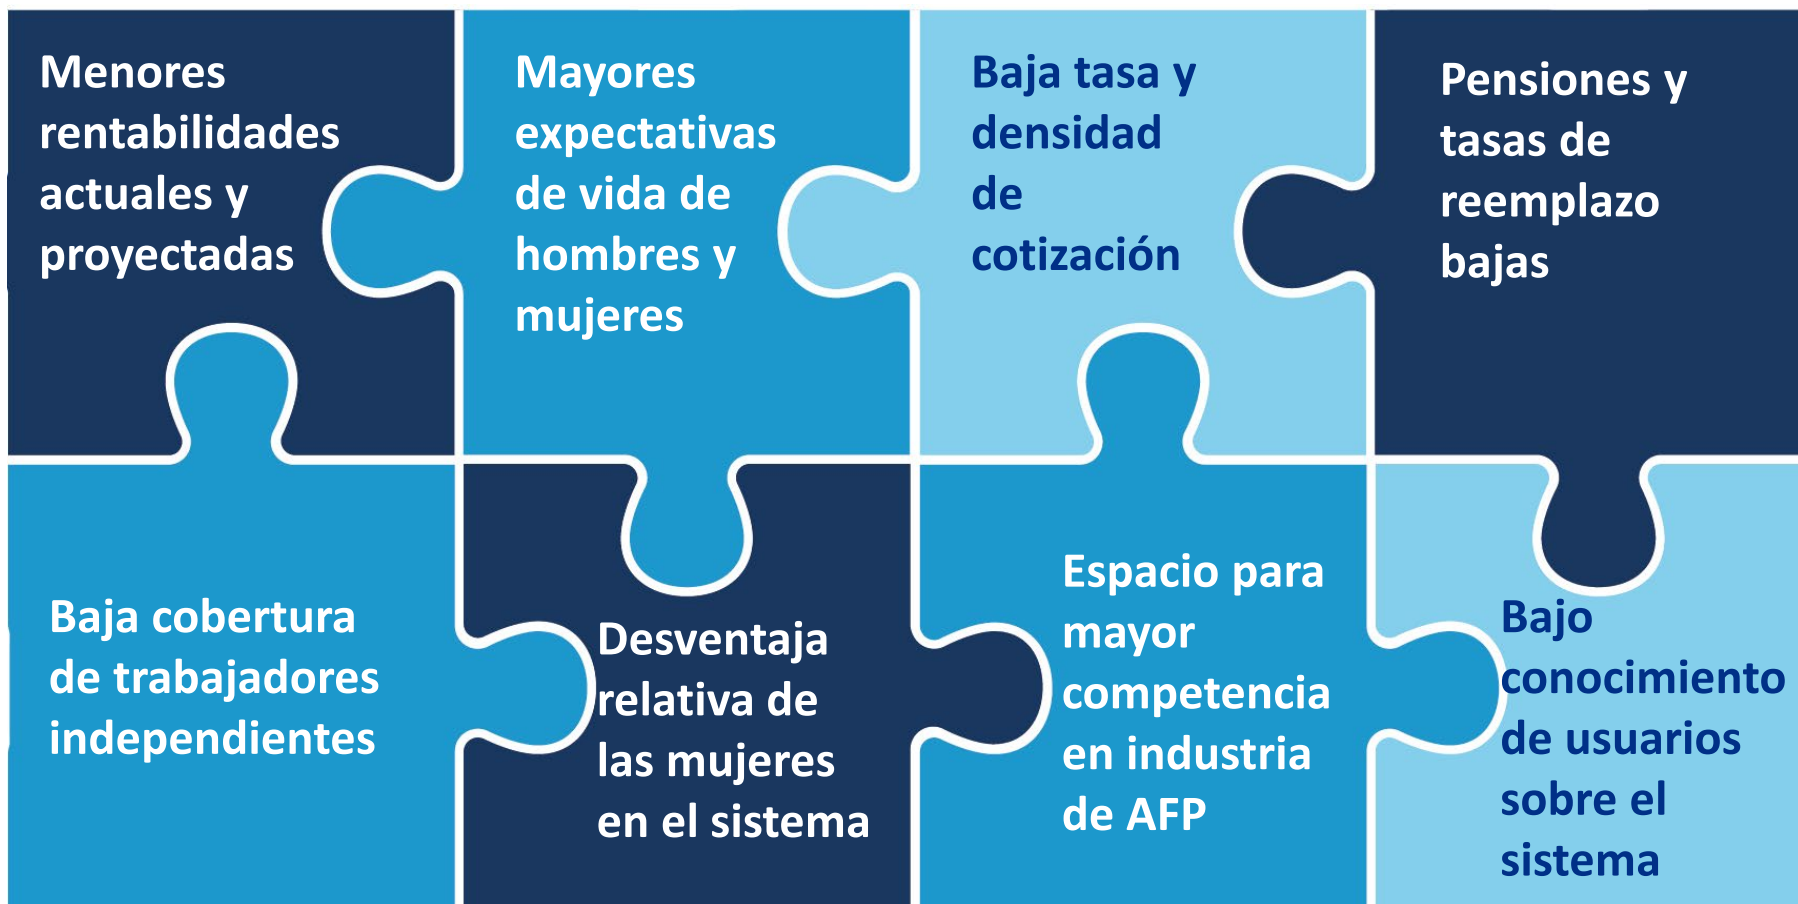 Menores
rentabilidades
actuales y
proyectadas
Mayores
expectativas
de vida de
hombres y
mujeres
Baja tasa y
densidad
de
cotización
Pensiones y
tasas de
reemplazo
bajas
Baja cobertura
de trabajadores
independientes
Desventaja
relativa de
las mujeres
en el sistema
Espacio para
mayor
competencia
en industria
de AFP
Bajo
conocimiento
de usuarios
sobre el
sistema